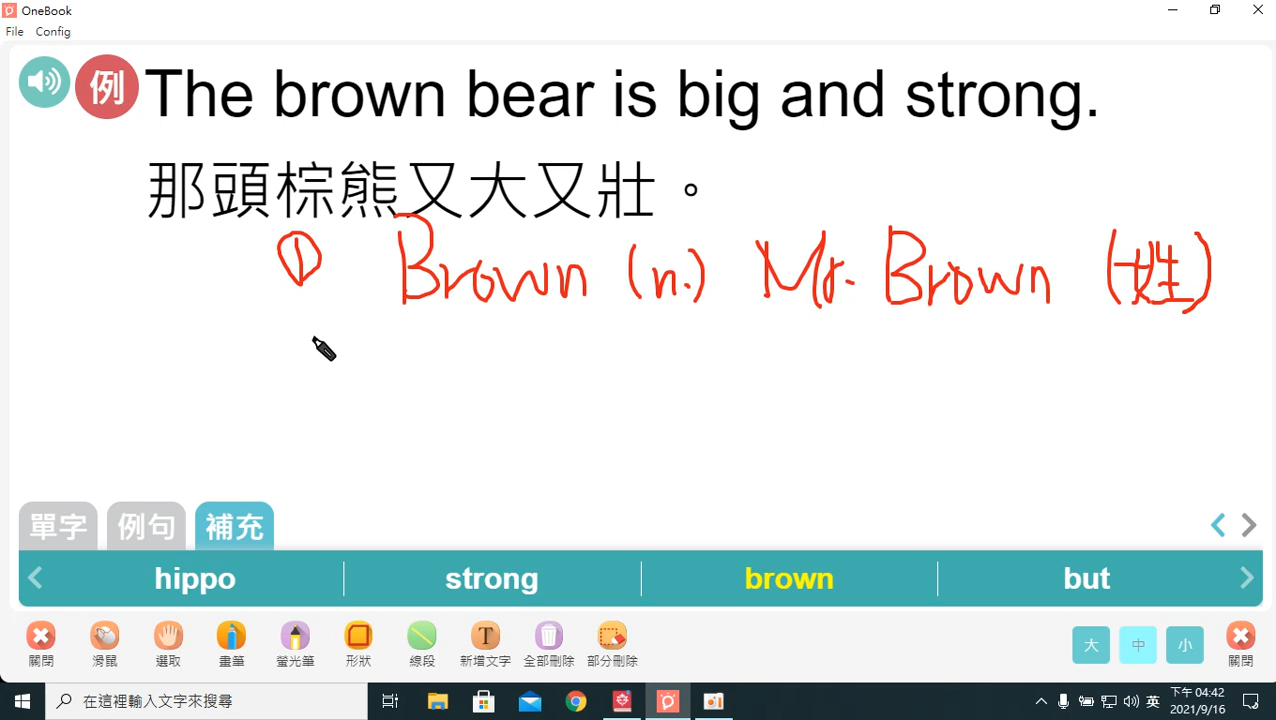 OneBook
File Config
例 The brown bear is big and strong.
那頭棕熊又大又壯。
① Brown (n.) Mr. Brown (姓)
單字 例句 補充
hippo strong brown but
關閉 滑鼠 選取 畫筆 螢光筆 形狀 線段 新增文字 全部刪除 部分刪除 大 中 小 關閉
在這裡輸入文字來搜尋 英 下午 04:42
2021/9/16